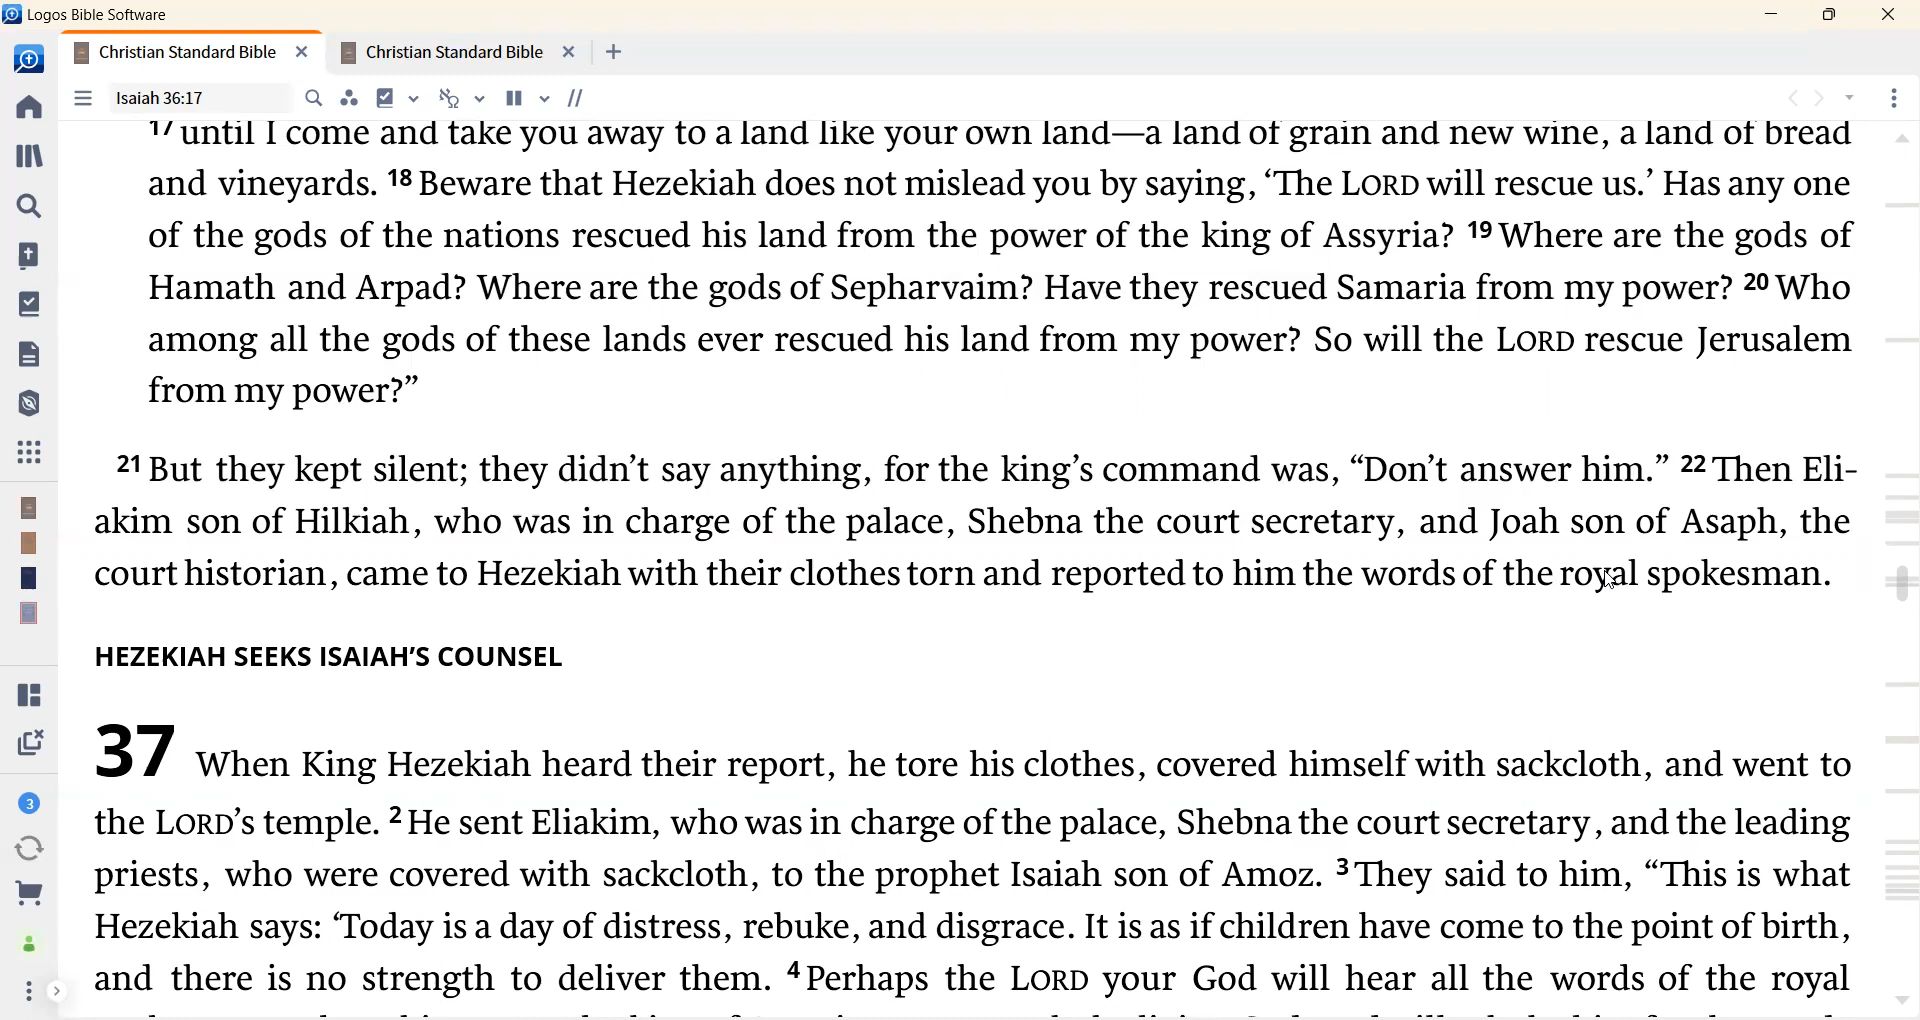 Logos Bible Software
Christian Standard Bible
Christian Standard Bible
Isaiah 36:17
17 until I come and take you away to a land like your own land—a land of grain and new wine, a land of bread
and vineyards. 18 Beware that Hezekiah does not mislead you by saying, ‘The LORD will rescue us.’ Has any one
of the gods of the nations rescued his land from the power of the king of Assyria? 19 Where are the gods of
Hamath and Arpad? Where are the gods of Sepharvaim? Have they rescued Samaria from my power? 20 Who
among all the gods of these lands ever rescued his land from my power? So will the LORD rescue Jerusalem
from my power?”
21 But they kept silent; they didn’t say anything, for the king’s command was, “Don’t answer him.” 22 Then Eli-
akim son of Hilkiah, who was in charge of the palace, Shebna the court secretary, and Joah son of Asaph, the
court historian, came to Hezekiah with their clothes torn and reported to him the words of the royal spokesman.
HEZEKIAH SEEKS ISAIAH’S COUNSEL
37 When King Hezekiah heard their report, he tore his clothes, covered himself with sackcloth, and went to
the LORD’s temple. 2 He sent Eliakim, who was in charge of the palace, Shebna the court secretary, and the leading
priests, who were covered with sackcloth, to the prophet Isaiah son of Amoz. 3 They said to him, “This is what
Hezekiah says: ‘Today is a day of distress, rebuke, and disgrace. It is as if children have come to the point of birth,
and there is no strength to deliver them. 4 Perhaps the LORD your God will hear all the words of the royal
3